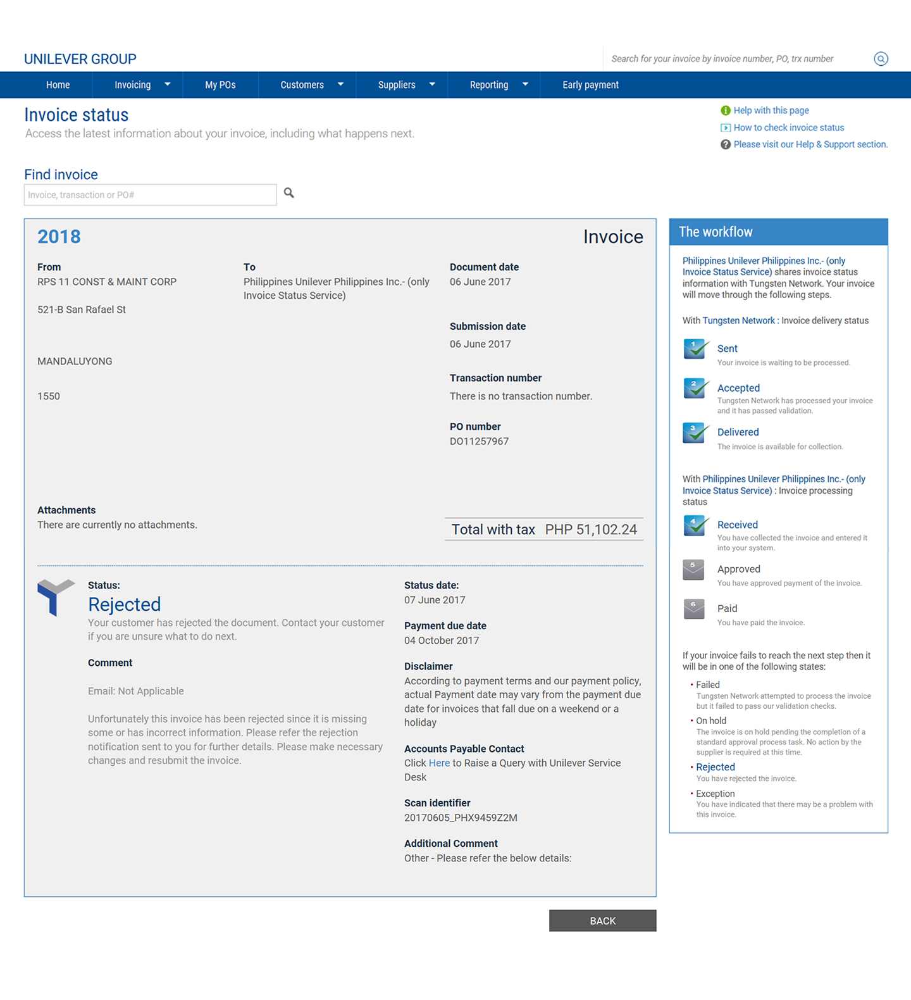 UNILEVER GROUP
Search for your invoice by invoice number, PO, trx number
Home
Invoicing
My POs
Customers
Suppliers
Reporting
Early payment
Invoice status
Access the latest information about your invoice, including what happens next.
Help with this page
How to check invoice status
Please visit our Help & Support section.
Find invoice
Invoice, transaction or PO#
2018
Invoice
From
RPS 11 CONST & MAINT CORP
521-B San Rafael St
MANDALUYONG
1550
To
Philippines Unilever Philippines Inc.- (only
Invoice Status Service)
Document date
06 June 2017
Submission date
06 June 2017
Transaction number
There is no transaction number.
PO number
DO11257967
Attachments
There are currently no attachments.
Total with tax PHP 51,102.24
Status:
Rejected
Your customer has rejected the document. Contact your customer
if you are unsure what to do next.
Comment
Email: Not Applicable
Unfortunately this invoice has been rejected since it is missing
some or has incorrect information. Please refer the rejection
notification sent to you for further details. Please make necessary
changes and resubmit the invoice.
Status date:
07 June 2017
Payment due date
04 October 2017
Disclaimer
According to payment terms and our payment policy,
actual Payment date may vary from the payment due
date for invoices that fall due on a weekend or a
holiday
Accounts Payable Contact
Click Here to Raise a Query with Unilever Service
Desk
Scan identifier
20170605_PHX9459Z2M
Additional Comment
Other - Please refer the below details:
BACK
The workflow
Philippines Unilever Philippines Inc.- (only
Invoice Status Service) shares invoice status
information with Tungsten Network. Your invoice
will move through the following steps.
With Tungsten Network : Invoice delivery status
1
Sent
Your invoice is waiting to be processed.
2
Accepted
Tungsten Network has processed your invoice
and it has passed validation.
3
Delivered
The invoice is available for collection.
With Philippines Unilever Philippines Inc.- (only
Invoice Status Service) : Invoice processing
status
4
Received
You have collected the invoice and entered it
into your system.
5
Approved
You have approved payment of the invoice.
6
Paid
You have paid the invoice.
If your invoice fails to reach the next step then it
will be in one of the following states:
• Failed
Tungsten Network attempted to process the invoice
but it failed to pass our validation checks.
• On hold
The invoice is on hold pending the completion of a
standard approval process task. No action by the
supplier is required at this time.
• Rejected
You have rejected the invoice.
• Exception
You have indicated that there may be a problem with
this invoice.